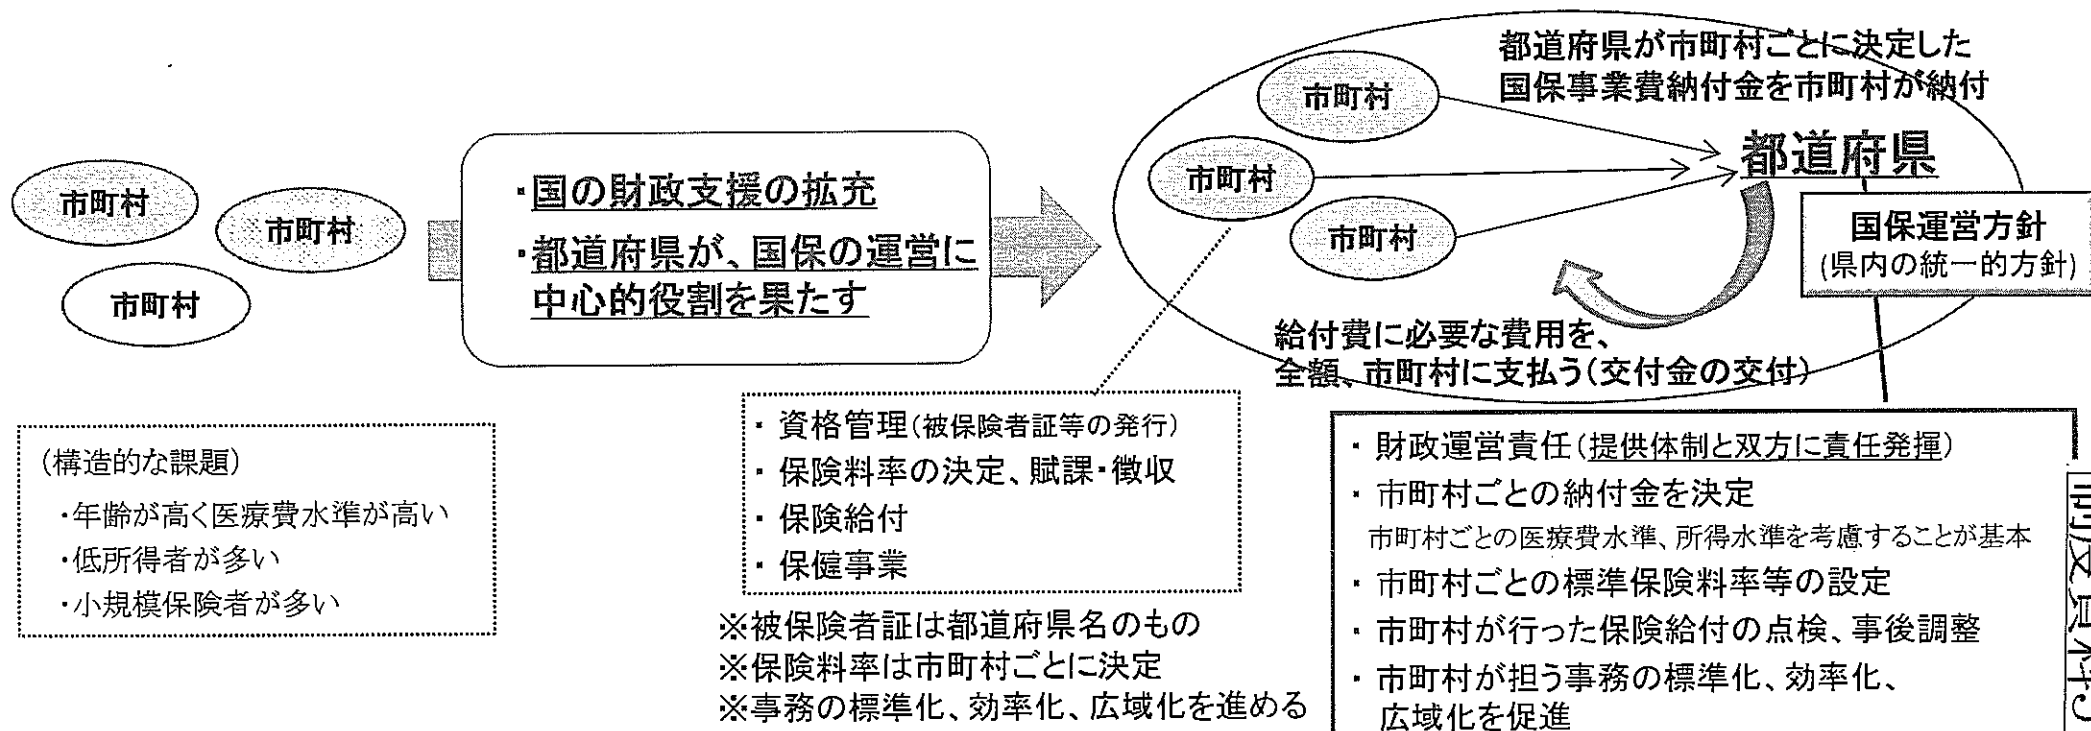 市町村
市町村
市町村
(構造的な課題)
・年齢が高く医療費水準が高い
・低所得者が多い
・小規模保険者が多い
・国の財政支援の拡充
・都道府県が、国保の運営に
中心的役割を果たす
都道府県が市町村ごとに決定した
国保事業費納付金を市町村が納付
市町村
市町村
市町村
都道府県
国保運営方針
(県内の統一的方針)
給付費に必要な費用を、
全額、市町村に支払う(交付金の交付)
・資格管理(被保険者証等の発行)
・保険料率の決定、賦課・徴収
・保険給付
・保健事業
※被保険者証は都道府県名のもの
※保険料率は市町村ごとに決定
※事務の標準化、効率化、広域化を進める
・財政運営責任(提供体制と双方に責任発揮)
・市町村ごとの納付金を決定
市町村ごとの医療費水準、所得水準を考慮することが基本
・市町村ごとの標準保険料率等の設定
・市町村が行った保険給付の点検、事後調整
・市町村が担う事務の標準化、効率化、
広域化を促進